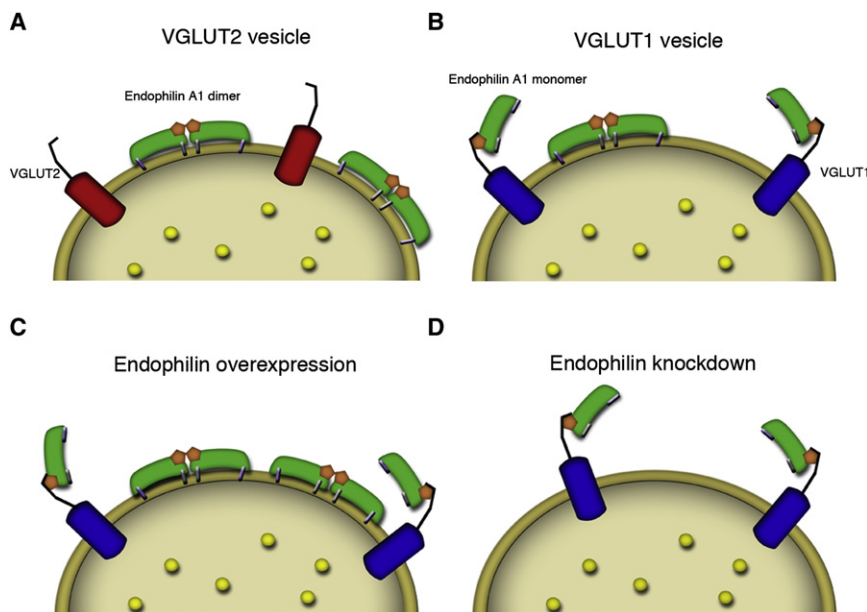 A
VGLUT2 vesicle
Endophilin A1 dimer
VGLUT2
B
VGLUT1 vesicle
Endophilin A1 monomer
VGLUT1
C
Endophilin overexpression
D
Endophilin knockdown